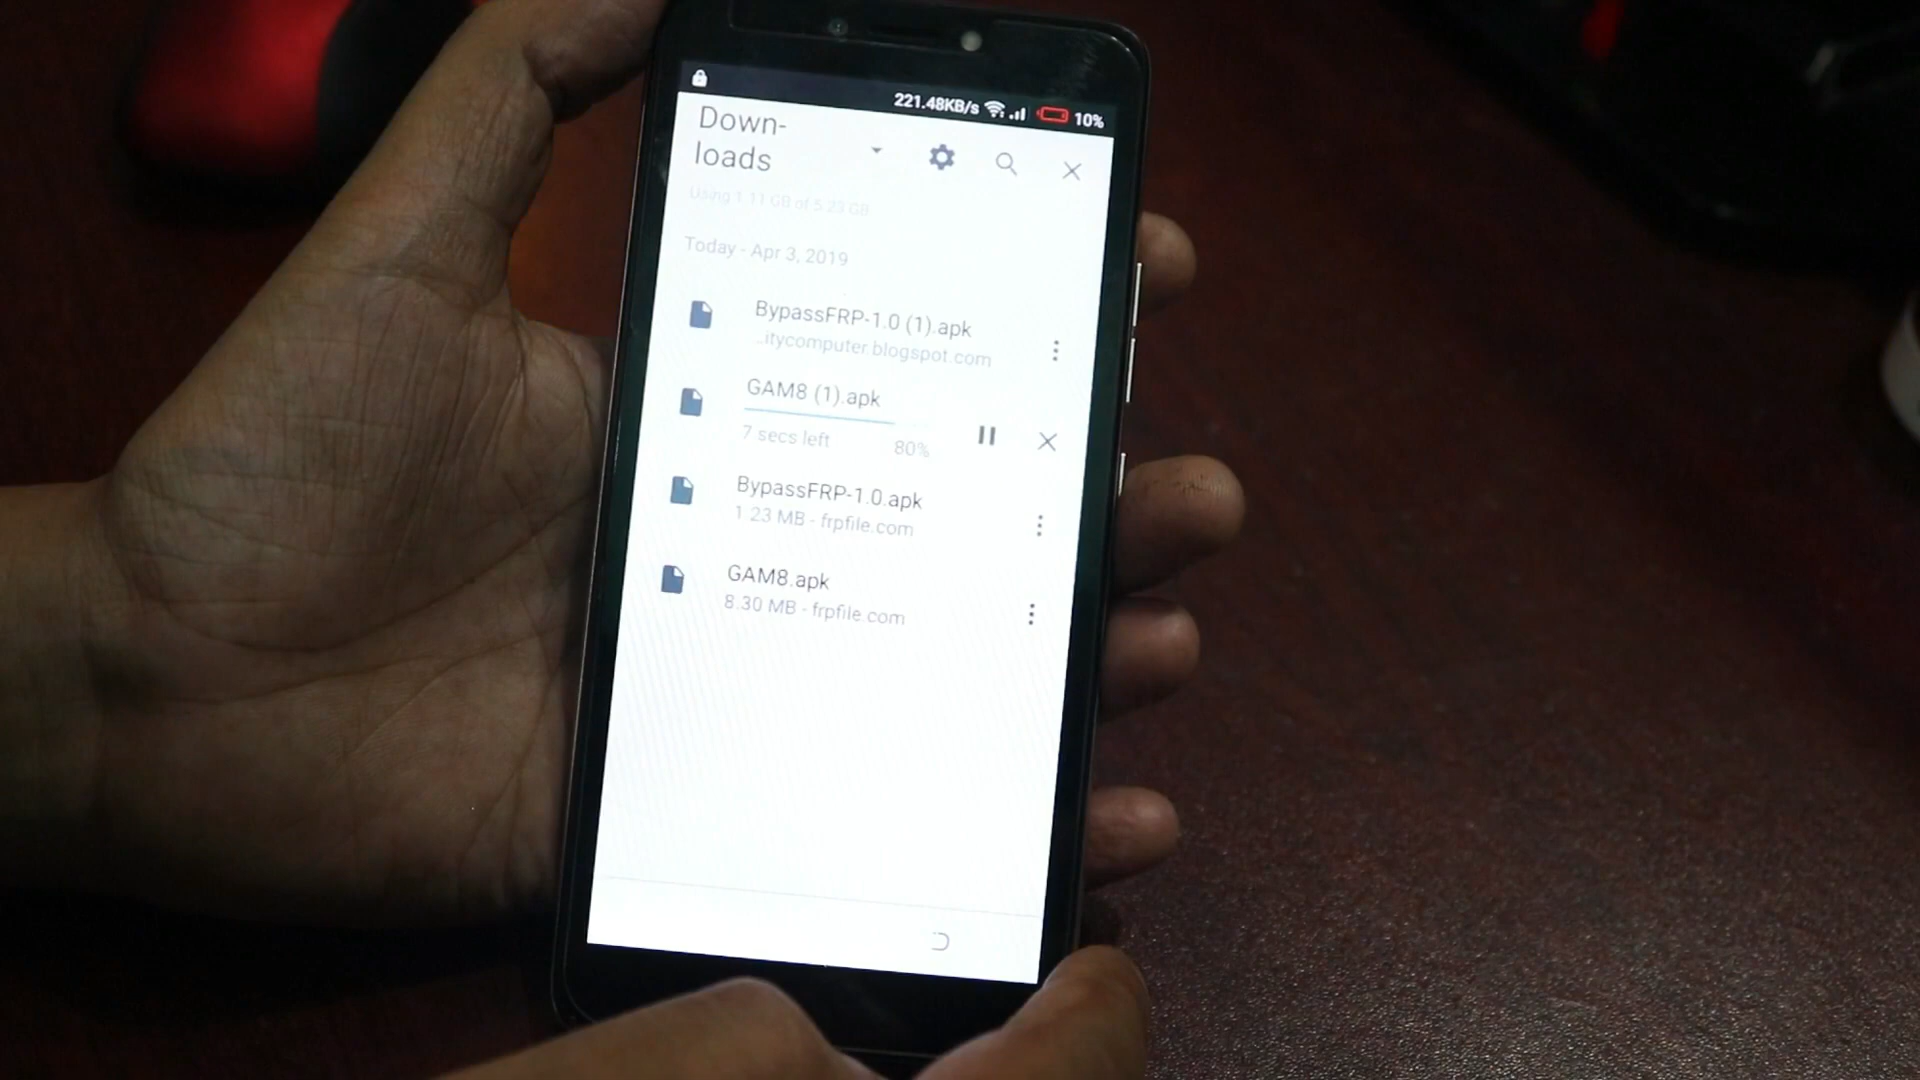 221.48KB/s 10%
Down-
loads
Using 1.11 GB of 5.23 GB
Today - Apr 3, 2019
BypassFRP-1.0 (1).apk
...itycomputer.blogspot.com
GAM8 (1).apk
7 secs left 80%
BypassFRP-1.0.apk
1.23 MB - frpfile.com
GAM8.apk
8.30 MB - frpfile.com